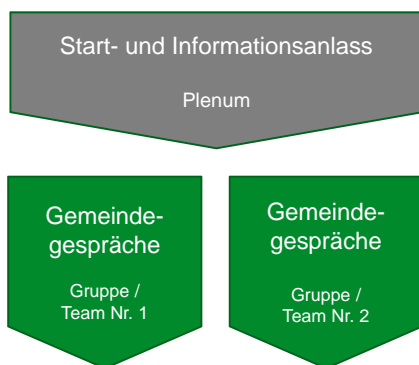 Start- und Informationsanlass
Plenum
Gemeinde-
gespräche
Gruppe /
Team Nr. 1
Gemeinde-
gespräche
Gruppe /
Team Nr. 2